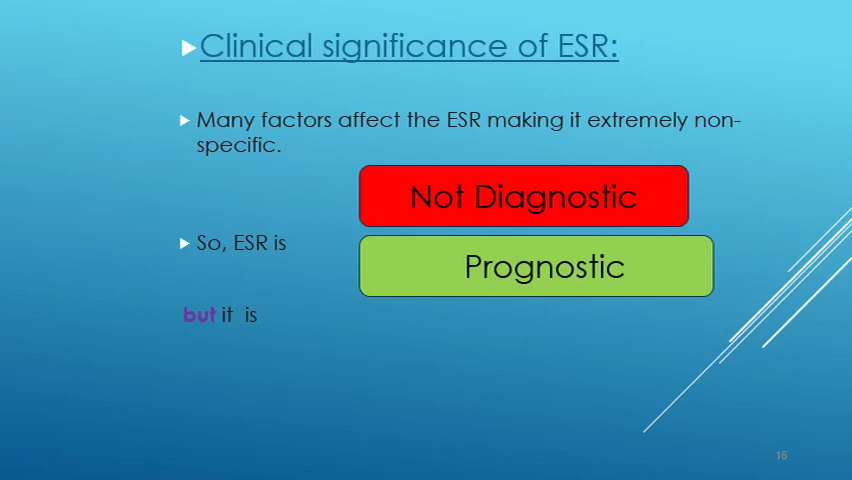 Clinical significance of ESR:
Many factors affect the ESR making it extremely non-
specific.
Not Diagnostic
So, ESR is
Prognostic
but it is
16